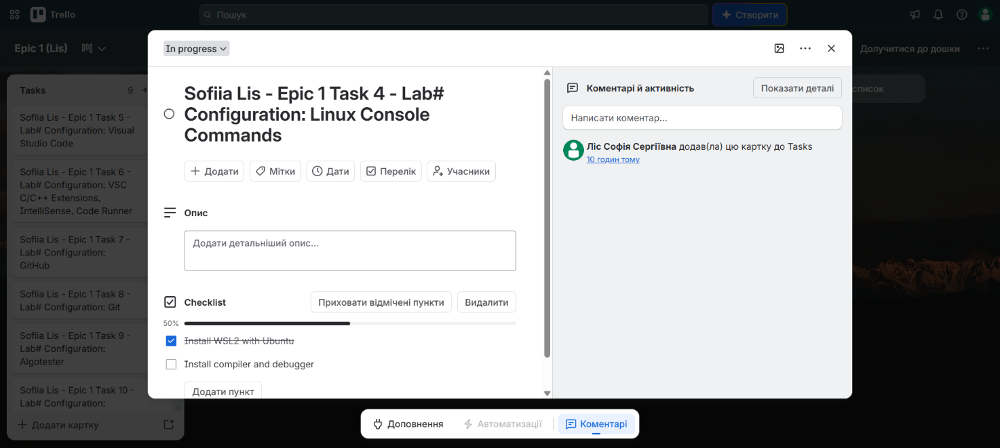 Trello
Пошук
Створити
Epic 1 (Lis)
Долучитися до дошки
Tasks 9
Sofiia Lis - Epic 1 Task 5 -
Lab# Configuration: Visual
Studio Code
Sofiia Lis - Epic 1 Task 6 -
Lab# Configuration: VSC
C/C++ Extensions,
IntelliSense, Code Runner
Sofiia Lis - Epic 1 Task 7 -
Lab# Configuration:
GitHub
Sofiia Lis - Epic 1 Task 8 -
Lab# Configuration: Git
Sofiia Lis - Epic 1 Task 9 -
Lab# Configuration:
Algotester
Sofiia Lis - Epic 1 Task 10 -
Lab# Configuration:
Додати картку
список
In progress
Sofiia Lis - Epic 1 Task 4 - Lab#
Configuration: Linux Console
Commands
Додати Мітки Дати Перелік Учасники
Опис
Додати детальніший опис...
Checklist Приховати відмічені пункти Видалити
50%
Install WSL2 with Ubuntu
Install compiler and debugger
Додати пункт
Коментарі й активність Показати деталі
Написати коментар...
Ліс Софія Сергіївна додав(ла) цю картку до Tasks
10 годин тому
Доповнення Автоматизації Коментарі